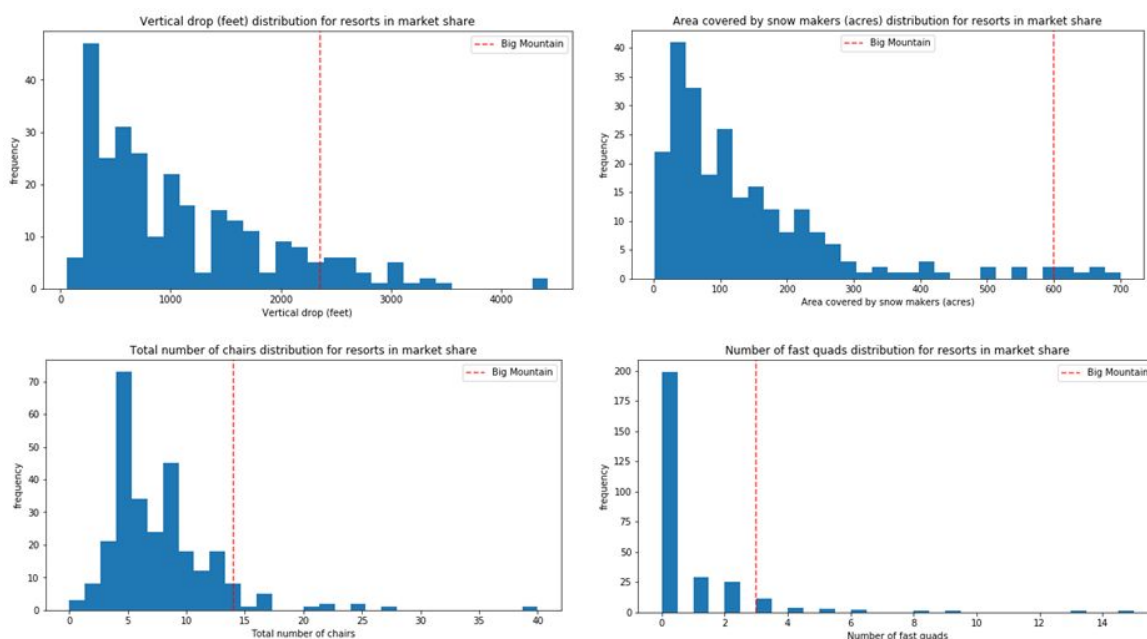 Vertical drop (feet) distribution for resorts in market share
Big Mountain
frequency
40
30
20
10
0
0 1000 2000 3000 4000
Vertical drop (feet)
Area covered by snow makers (acres) distribution for resorts in market share
Big Mountain
frequency
40
35
30
25
20
15
10
5
0
0 100 200 300 400 500 600 700
Area covered by snow makers (acres)
Total number of chairs distribution for resorts in market share
Big Mountain
frequency
70
60
50
40
30
20
10
0
0 5 10 15 20 25 30 35 40
Total number of chairs
Number of fast quads distribution for resorts in market share
Big Mountain
frequency
200
175
150
125
100
75
50
25
0
0 2 4 6 8 10 12 14
Number of fast quads